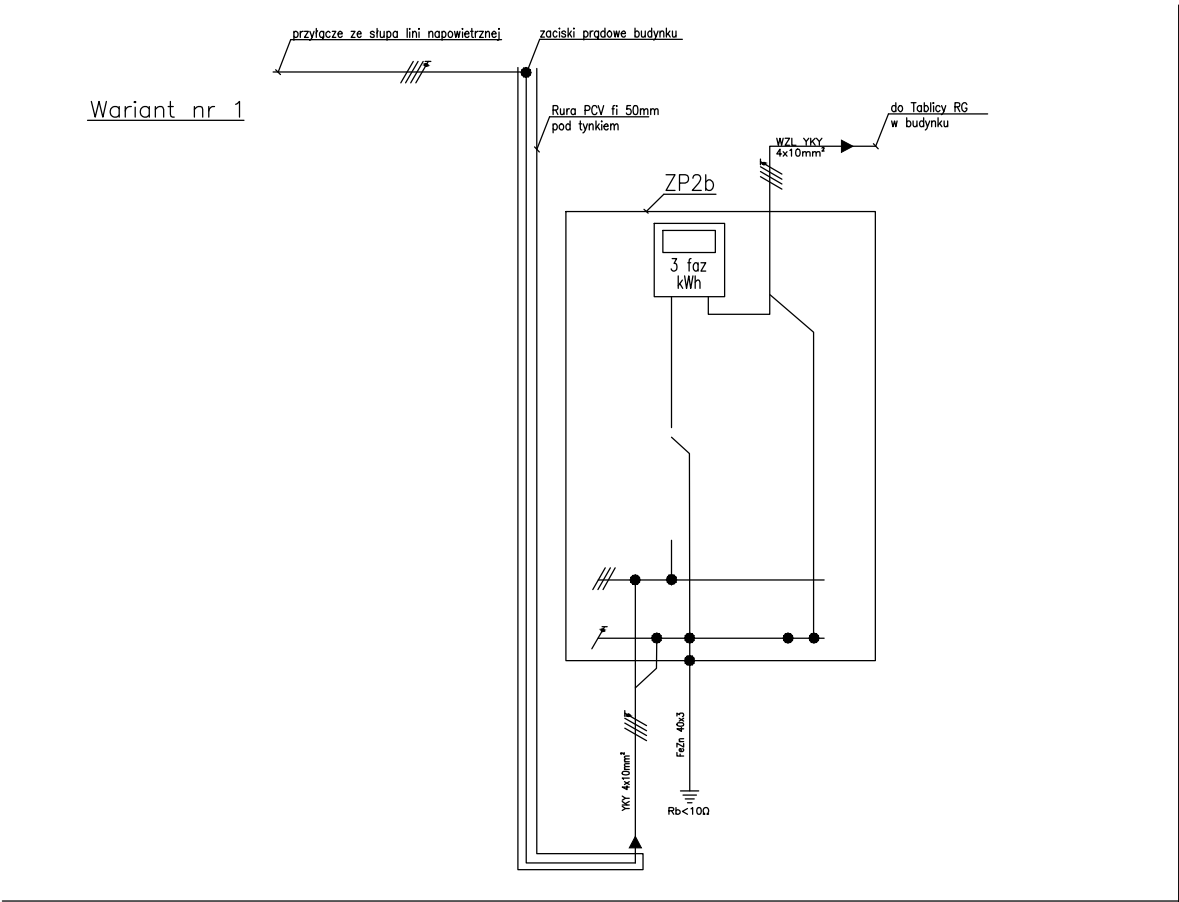 przyłącze ze słupa lini napowietrznej
zaciski prądowe budynku
Wariant nr 1
Rura PCV fi 50mm
pod tynkiem
do Tablicy RG
w budynku
WZL YKY
4x10mm²
ZP2b
3 faz
kWh
YKY 4x10mm²
FeZn 40x3
Rb<10Ω